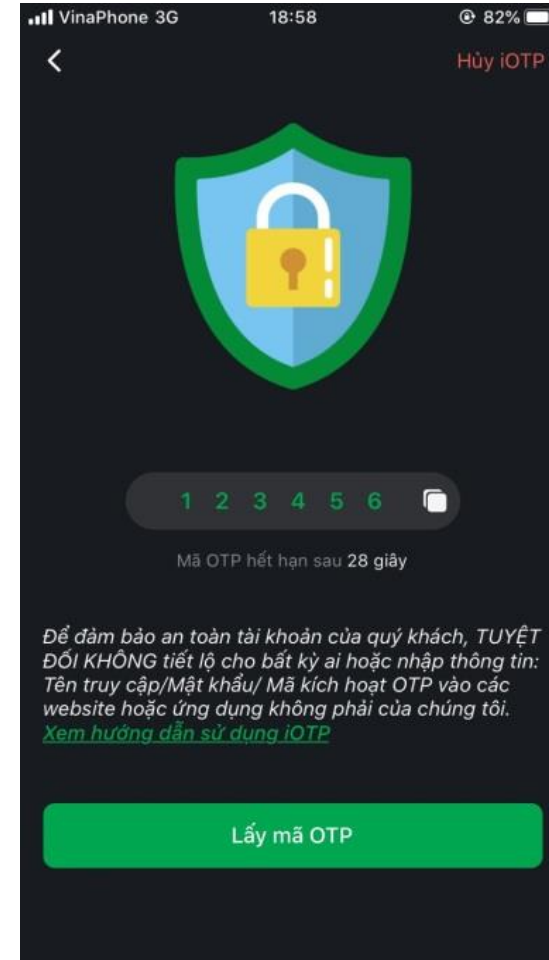 VinaPhone 3G 18:58 82%
Hủy iOTP
1 2 3 4 5 6
Mã OTP hết hạn sau 28 giây
Để đảm bảo an toàn tài khoản của quý khách, TUYỆT
ĐỐI KHÔNG tiết lộ cho bất kỳ ai hoặc nhập thông tin:
Tên truy cập/Mật khẩu/ Mã kích hoạt OTP vào các
website hoặc ứng dụng không phải của chúng tôi.
Xem hướng dẫn sử dụng iOTP
Lấy mã OTP